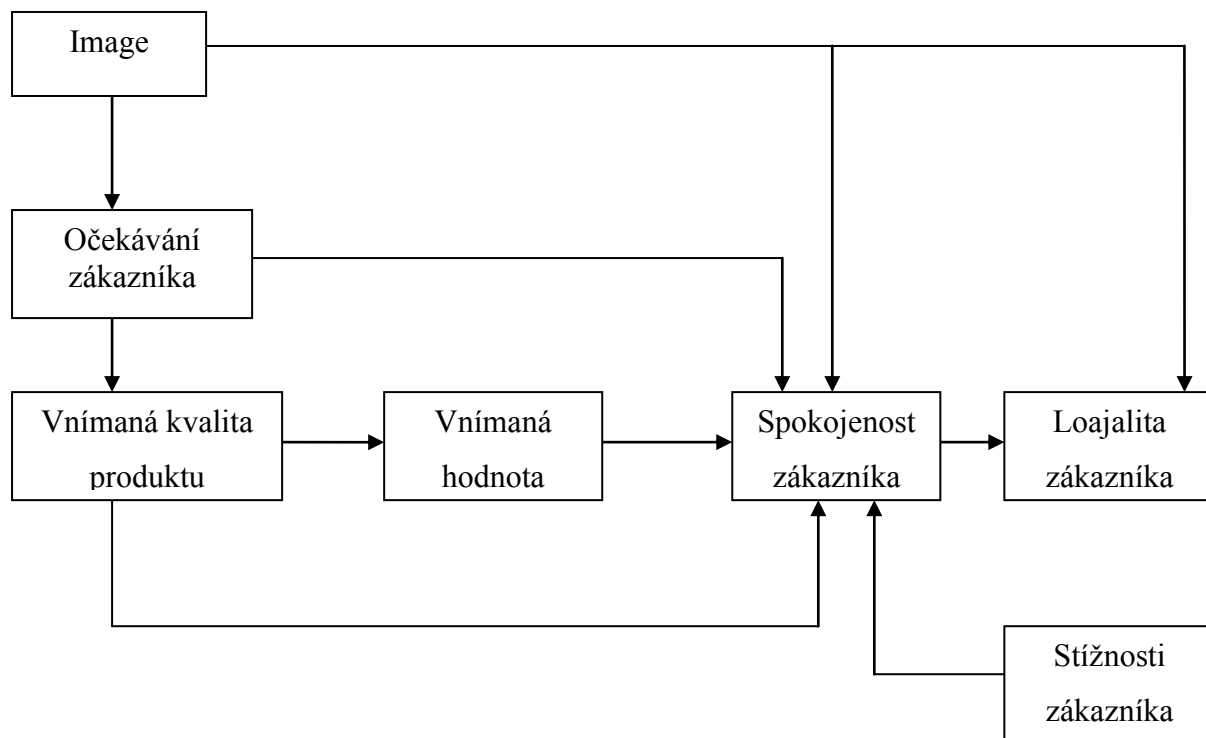 Image
Očekávání
zákazníka
Vnímaná kvalita
produktu
Vnímaná
hodnota
Spokojenost
zákazníka
Loajalita
zákazníka
Stížnosti
zákazníka